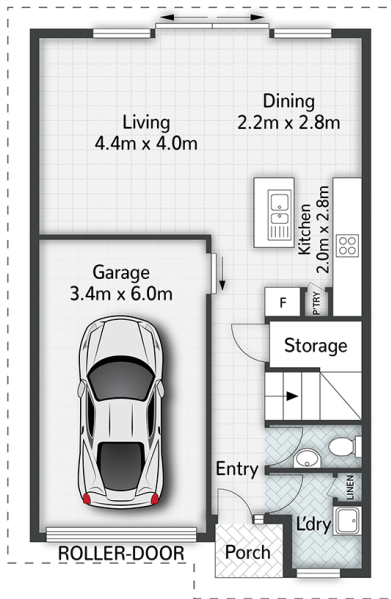 Dining
2.2m x 2.8m
Living
4.4m x 4.0m
Kitchen
2.0m x 2.8m
Garage
3.4m x 6.0m
F
P'TRY
Storage
Entry
LINEN
L'dry
Porch
ROLLER-DOOR